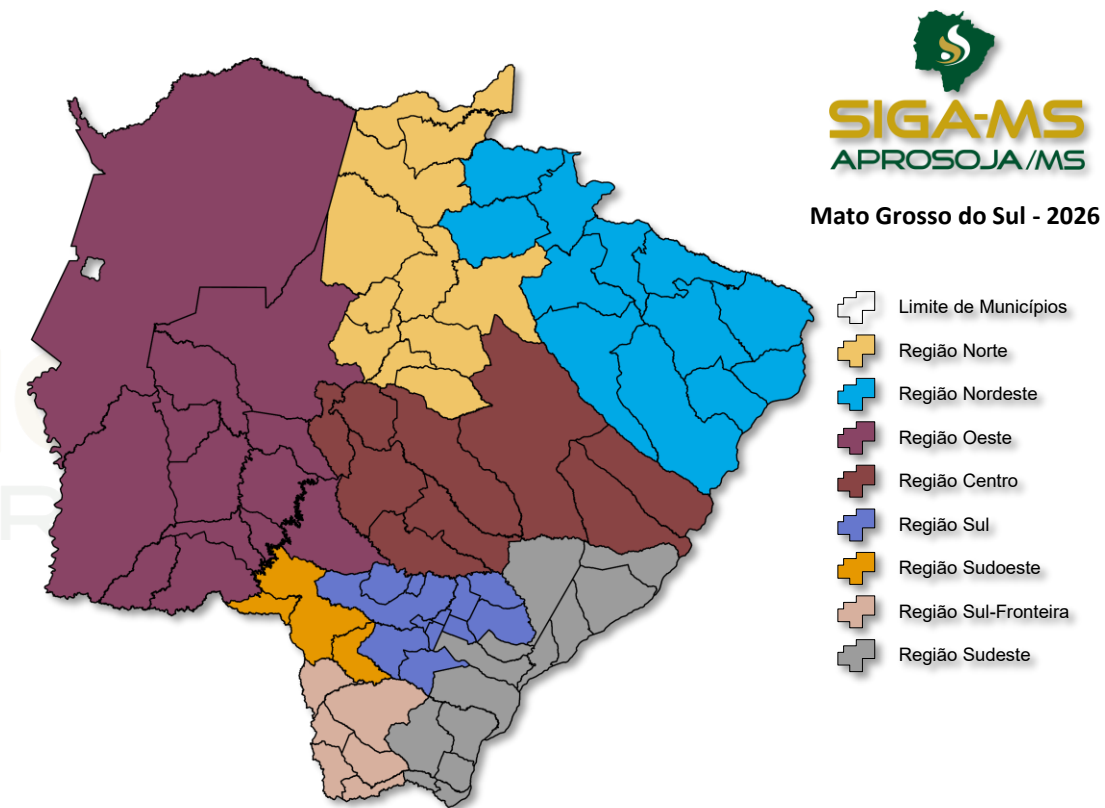 SIGA-MS
APROSOJA/MS
Mato Grosso do Sul - 2026
Limite de Municípios
Região Norte
Região Nordeste
Região Oeste
Região Centro
Região Sul
Região Sudoeste
Região Sul-Fronteira
Região Sudeste